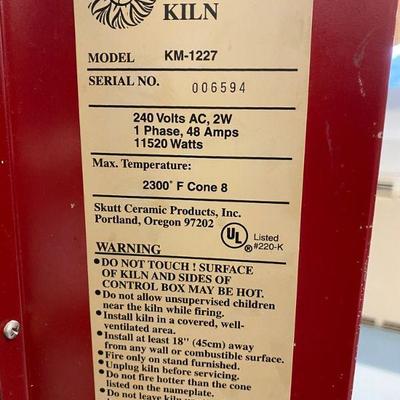 KILN
MODEL KM-1227
SERIAL NO. 006594
240 Volts AC, 2W
1 Phase, 48 Amps
11520 Watts
Max. Temperature:
2300° F Cone 8
Skutt Ceramic Products, Inc.
Portland, Oregon 97202
UL ® Listed
#220-K
WARNING
• DO NOT TOUCH ! SURFACE
OF KILN AND SIDES OF
CONTROL BOX MAY BE HOT.
• Do not allow unsupervised children
near the kiln while firing.
• Install kiln in a covered, well-
ventilated area.
• Install at least 18" (45cm) away
from any wall or combustible surface.
• Fire only on stand furnished.
• Unplug kiln before servicing.
• Do not fire hotter than the cone
listed on the nameplate.